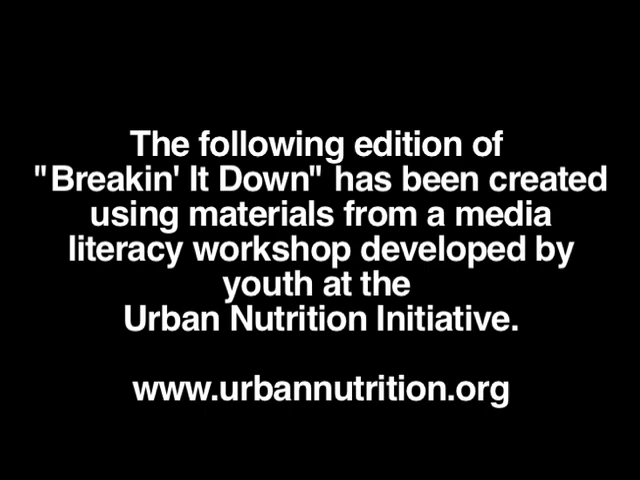 The following edition of
"Breakin' It Down" has been created
using materials from a media
literacy workshop developed by
youth at the
Urban Nutrition Initiative.
www.urbannutrition.org